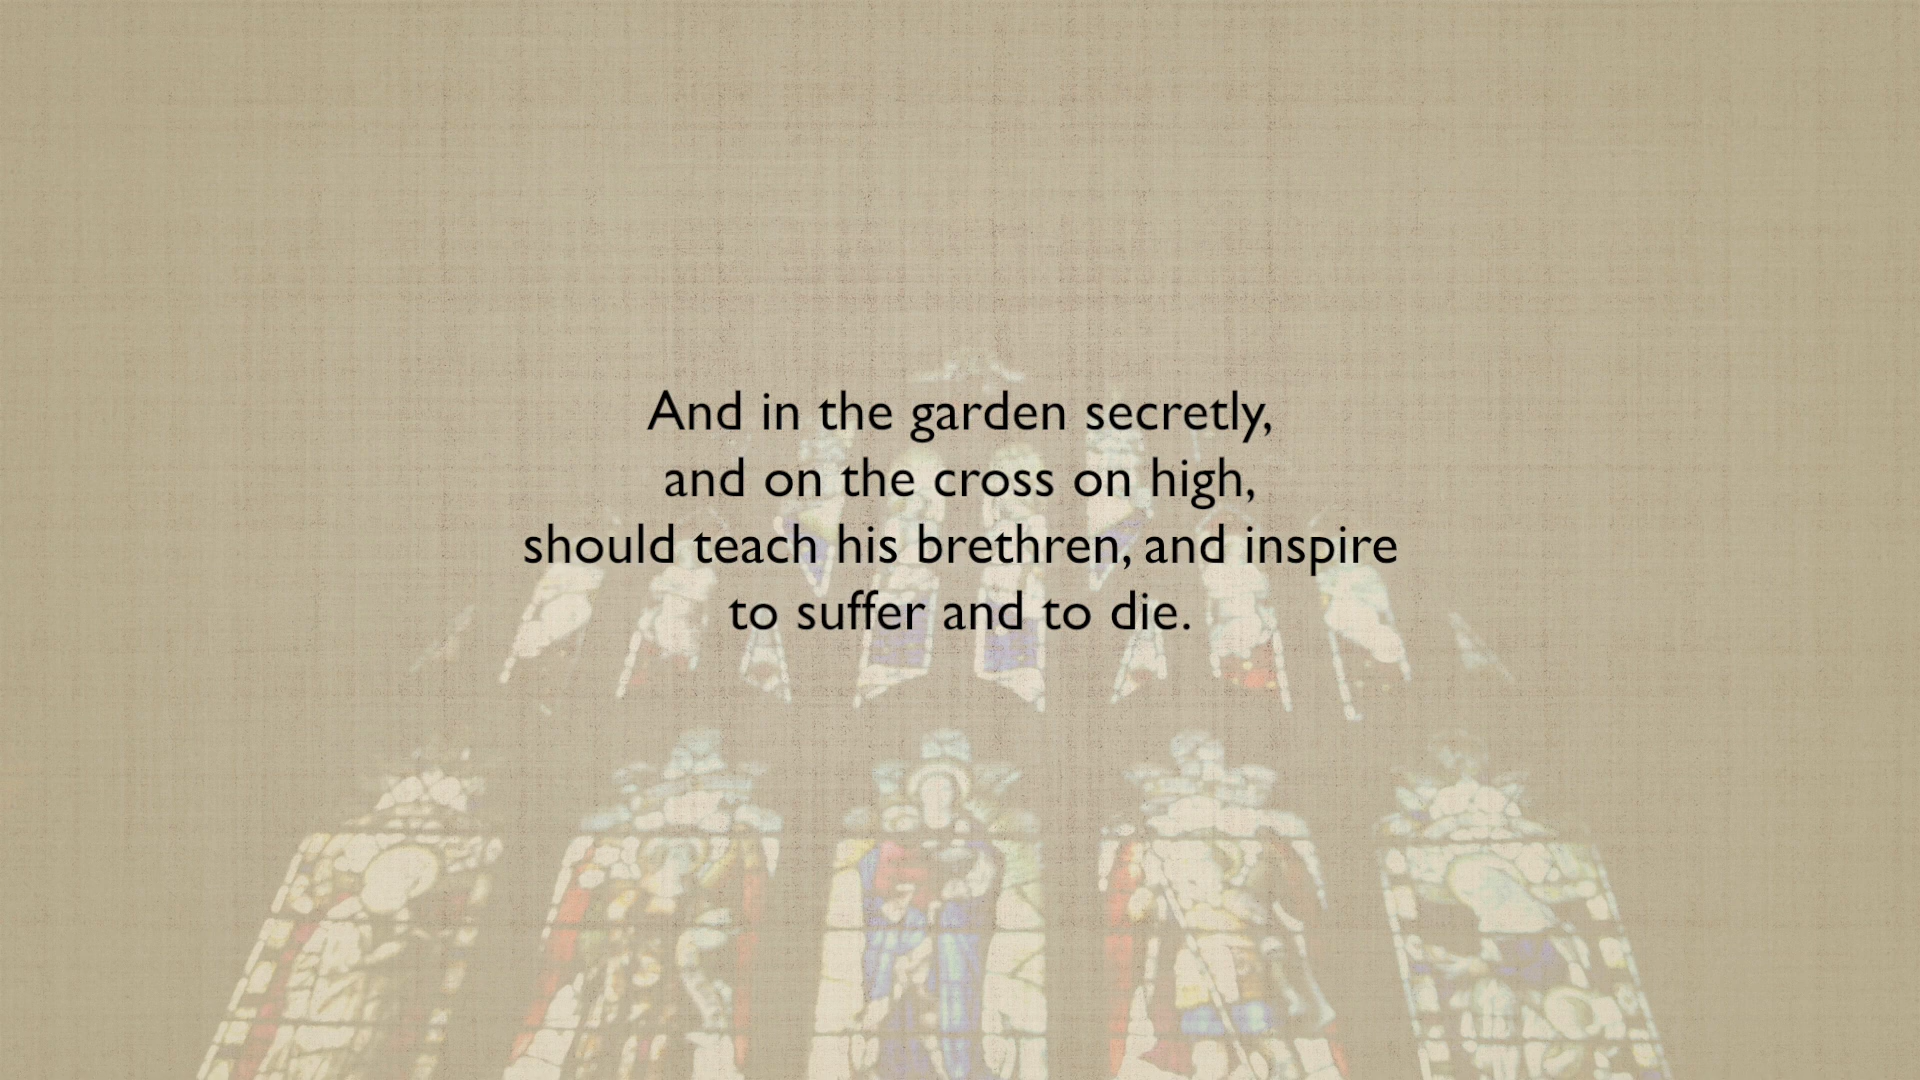 And in the garden secretly,
and on the cross on high,
should teach his brethren, and inspire
to suffer and to die.